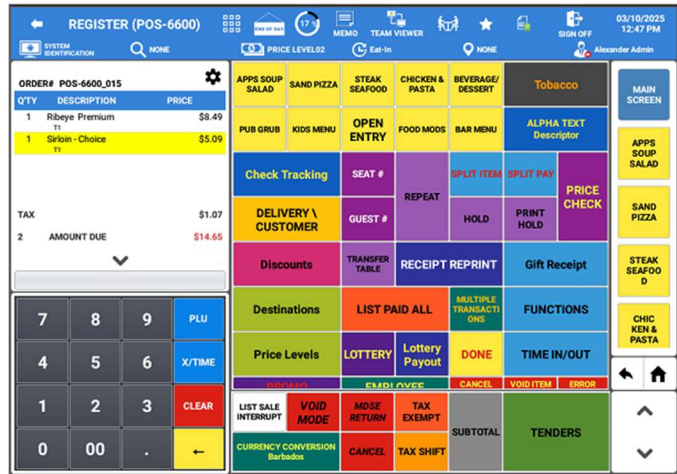 REGISTER (POS-6600)
END OF DAY
17
MEMO
TEAM VIEWER
SIGN OFF
03/10/2025
12:47 PM
SYSTEM IDENTIFICATION
NONE
PRICE LEVEL02
Eat-In
NONE
Alexander Admin
ORDER# POS-6600_015
Q'TY DESCRIPTION PRICE
1 Ribeye Premium $8.49
T1
1 Sirloin - Choice $5.09
T1
TAX $1.07
2 AMOUNT DUE $14.65
7 8 9 PLU
4 5 6 X/TIME
1 2 3 CLEAR
0 00 . ←
APPS SOUP SALAD
SAND PIZZA
STEAK SEAFOOD
CHICKEN & PASTA
BEVERAGE/ DESSERT
Tobacco
PUB GRUB
KIDS MENU
OPEN ENTRY
FOOD MODS
BAR MENU
ALPHA TEXT
Descriptor
Check Tracking
SEAT #
REPEAT
SPLIT ITEM
SPLIT PAY
PRICE CHECK
DELIVERY \ CUSTOMER
GUEST #
HOLD
PRINT HOLD
Discounts
TRANSFER TABLE
RECEIPT REPRINT
Gift Receipt
Destinations
LIST PAID ALL
MULTIPLE TRANSACTI ONS
FUNCTIONS
Price Levels
LOTTERY
Lottery Payout
DONE
TIME IN/OUT
PROMO
EMPLOYEE
CANCEL
VOID ITEM
ERROR
LIST SALE INTERRUPT
VOID MODE
MDSE RETURN
TAX EXEMPT
SUBTOTAL
TENDERS
CURRENCY CONVERSION
Barbados
CANCEL
TAX SHIFT
MAIN SCREEN
APPS SOUP SALAD
SAND PIZZA
STEAK SEAFOO D
CHIC KEN & PASTA